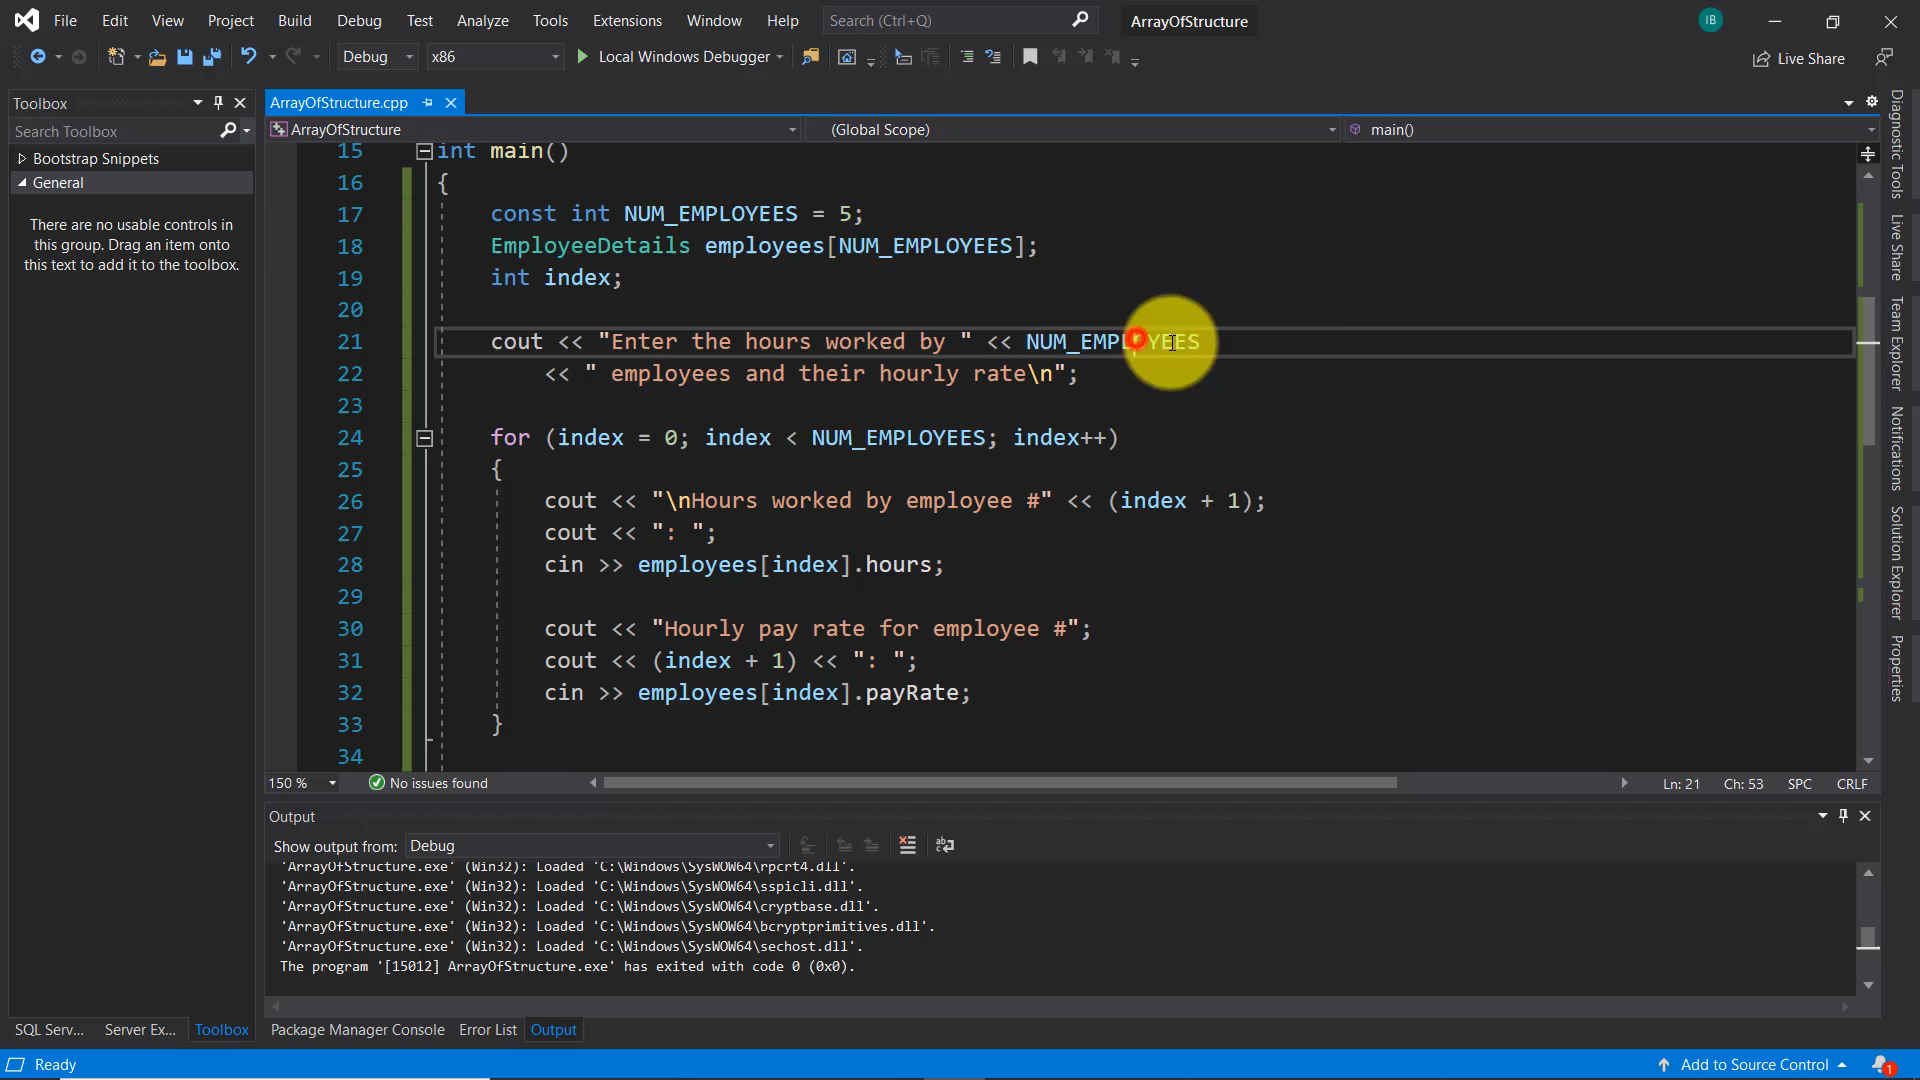 File Edit View Project Build Debug Test Analyze Tools Extensions Window Help Search (Ctrl+Q) ArrayOfStructure IB
Debug x86 Local Windows Debugger Live Share
Toolbox
Search Toolbox
Bootstrap Snippets
General
There are no usable controls in
this group. Drag an item onto
this text to add it to the toolbox.
ArrayOfStructure.cpp
ArrayOfStructure (Global Scope) main()
15 int main()
16 {
17 const int NUM_EMPLOYEES = 5;
18 EmployeeDetails employees[NUM_EMPLOYEES];
19 int index;
20
21 cout << "Enter the hours worked by " << NUM_EMPLOYEES
22 << " employees and their hourly rate\n";
23
24 for (index = 0; index < NUM_EMPLOYEES; index++)
25 {
26 cout << "\nHours worked by employee #" << (index + 1);
27 cout << ": ";
28 cin >> employees[index].hours;
29
30 cout << "Hourly pay rate for employee #";
31 cout << (index + 1) << ": ";
32 cin >> employees[index].payRate;
33 }
34
150 % No issues found Ln: 21 Ch: 53 SPC CRLF
Output
Show output from: Debug
'ArrayOfStructure.exe' (Win32): Loaded 'C:\Windows\SysWOW64\rpcrt4.dll'.
'ArrayOfStructure.exe' (Win32): Loaded 'C:\Windows\SysWOW64\sspicli.dll'.
'ArrayOfStructure.exe' (Win32): Loaded 'C:\Windows\SysWOW64\cryptbase.dll'.
'ArrayOfStructure.exe' (Win32): Loaded 'C:\Windows\SysWOW64\bcryptprimitives.dll'.
'ArrayOfStructure.exe' (Win32): Loaded 'C:\Windows\SysWOW64\sechost.dll'.
The program '[15012] ArrayOfStructure.exe' has exited with code 0 (0x0).
SQL Serv... Server Ex... Toolbox Package Manager Console Error List Output
Ready Add to Source Control 1
Diagnostic Tools
Live Share
Team Explorer
Notifications
Solution Explorer
Properties